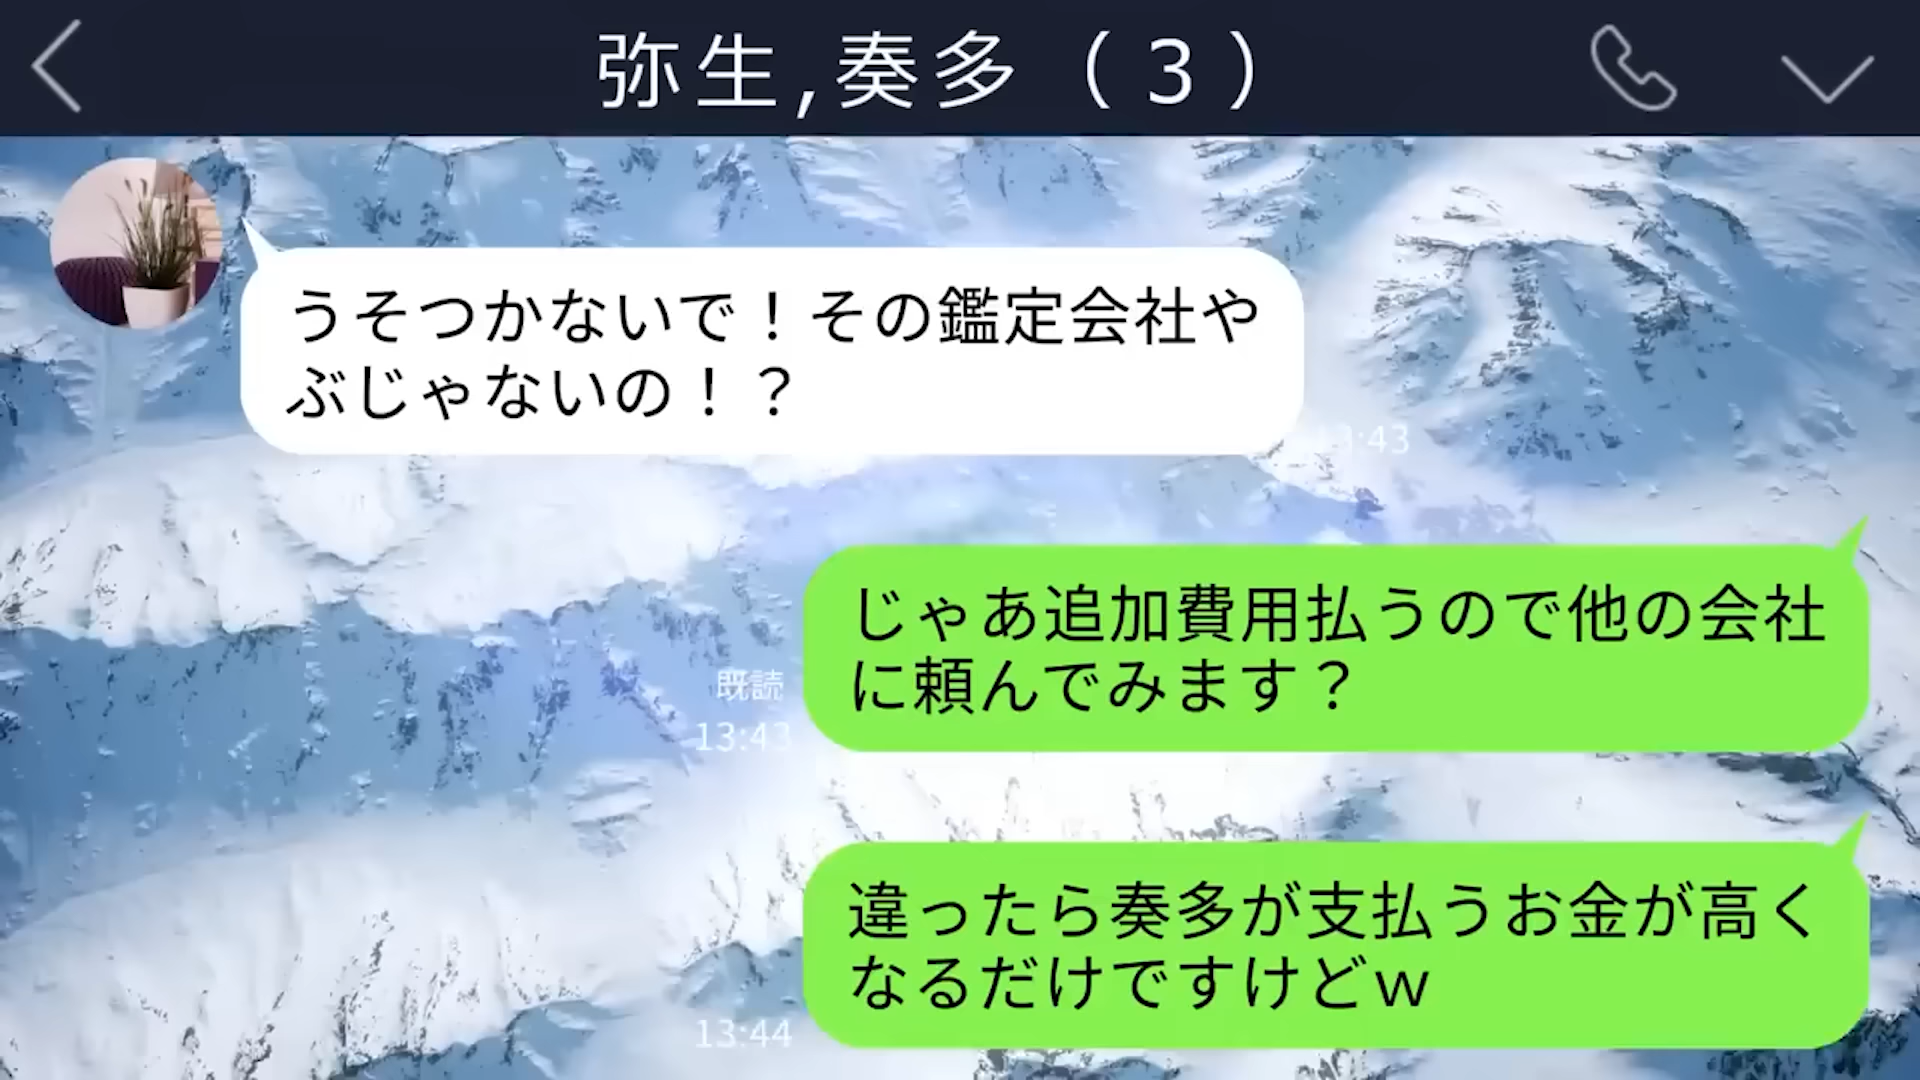 弥生,奏多（3）
うそつかないで！その鑑定会社や
ぶじゃないの！？
13:43
じゃあ追加費用払うので他の会社
に頼んでみます？
既読
13:43
違ったら奏多が支払うお金が高く
なるだけですけどw
13:44